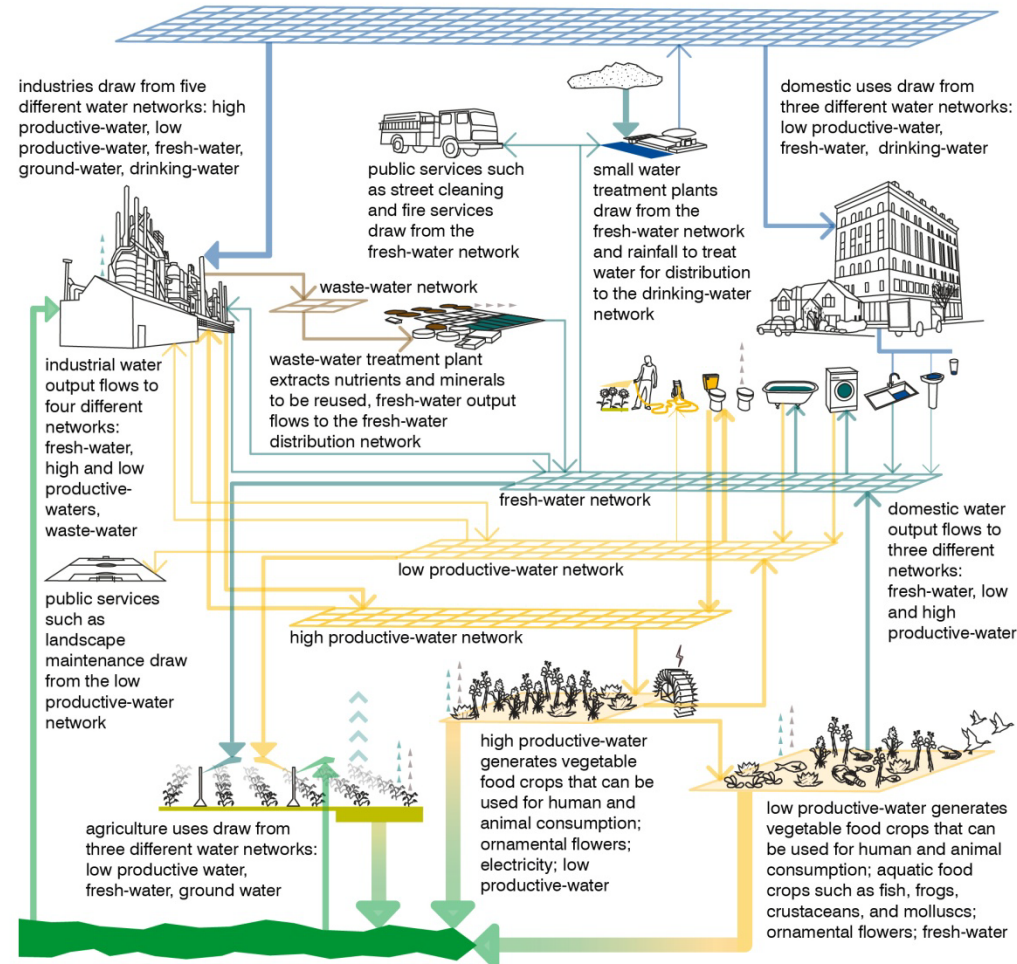 industries draw from five
different water networks: high
productive-water, low
productive-water, fresh-water,
ground-water, drinking-water
public services such
as street cleaning
and fire services
draw from the
fresh-water network
small water
treatment plants
draw from the
fresh-water network
and rainfall to treat
water for distribution
to the drinking-water
network
domestic uses draw from
three different water networks:
low productive-water,
fresh-water, drinking-water
waste-water network
waste-water treatment plant
extracts nutrients and minerals
to be reused, fresh-water output
flows to the fresh-water
distribution network
industrial water
output flows to
four different
networks:
fresh-water,
high and low
productive-
waters,
waste-water
fresh-water network
domestic water
output flows to
three different
networks:
fresh-water, low
and high
productive-water
low productive-water network
public services
such as
landscape
maintenance draw
from the low
productive-water
network
high productive-water network
high productive-water
generates vegetable
food crops that can be
used for human and
animal consumption;
ornamental flowers;
electricity; low
productive-water
low productive-water generates
vegetable food crops that can
be used for human and animal
consumption; aquatic food
crops such as fish, frogs,
crustaceans, and molluscs;
ornamental flowers; fresh-water
agriculture uses draw from
three different water networks:
low productive water,
fresh-water, ground water